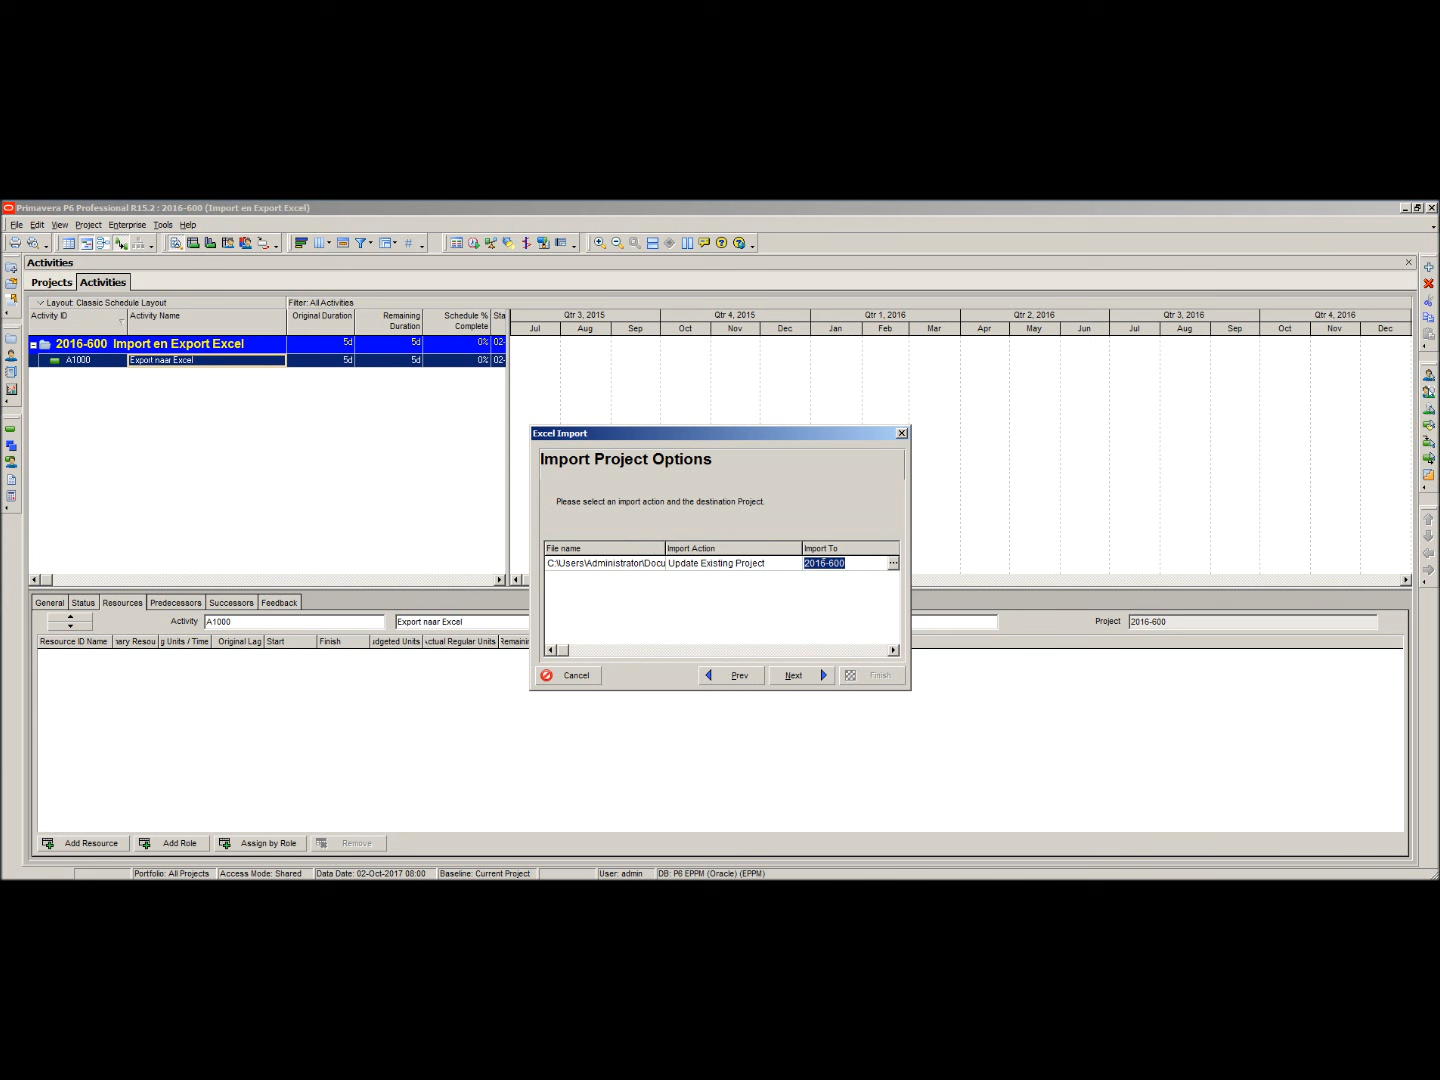 Primavera P6 Professional R15.2 : 2016-600 (Import en Export Excel)
File Edit View Project Enterprise Tools Help
Activities
Projects Activities
Layout: Classic Schedule Layout Filter: All Activities
Activity ID Activity Name Original Duration Remaining Duration Schedule % Complete Sta
Qtr 3, 2015 Qtr 4, 2015 Qtr 1, 2016 Qtr 2, 2016 Qtr 3, 2016 Qtr 4, 2016
Jul Aug Sep Oct Nov Dec Jan Feb Mar Apr May Jun Jul Aug Sep Oct Nov Dec
2016-600 Import en Export Excel 5d 5d 0% 02-
A1000 Export naar Excel 5d 5d 0% 02-
Excel Import
Import Project Options
Please select an import action and the destination Project.
File name Import Action Import To
C:\Users\Administrator\Docu Update Existing Project 2016-600 ...
Cancel Prev Next Finish
General Status Resources Predecessors Successors Feedback
Activity A1000 Export naar Excel Project 2016-600
Resource ID Name nary Resou g Units / Time Original Lag Start Finish udgeted Units Actual Regular Units Remainin
Add Resource Add Role Assign by Role Remove
Portfolio: All Projects Access Mode: Shared Data Date: 02-Oct-2017 08:00 Baseline: Current Project User: admin DB: P6 EPPM (Oracle) (EPPM)